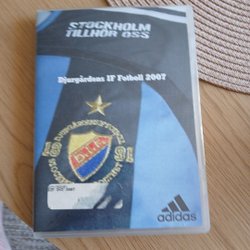 STOCKHOLM
TILLHÖR OSS
Djurgårdens IF Fotboll 2007
D.I.F.
adidas